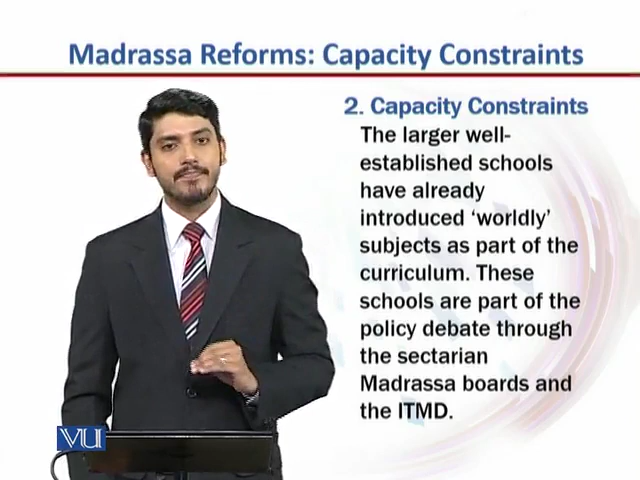 Madrassa Reforms: Capacity Constraints
2. Capacity Constraints
The larger well-
established schools
have already
introduced ‘worldly’
subjects as part of the
curriculum. These
schools are part of the
policy debate through
the sectarian
Madrassa boards and
the ITMD.
VU